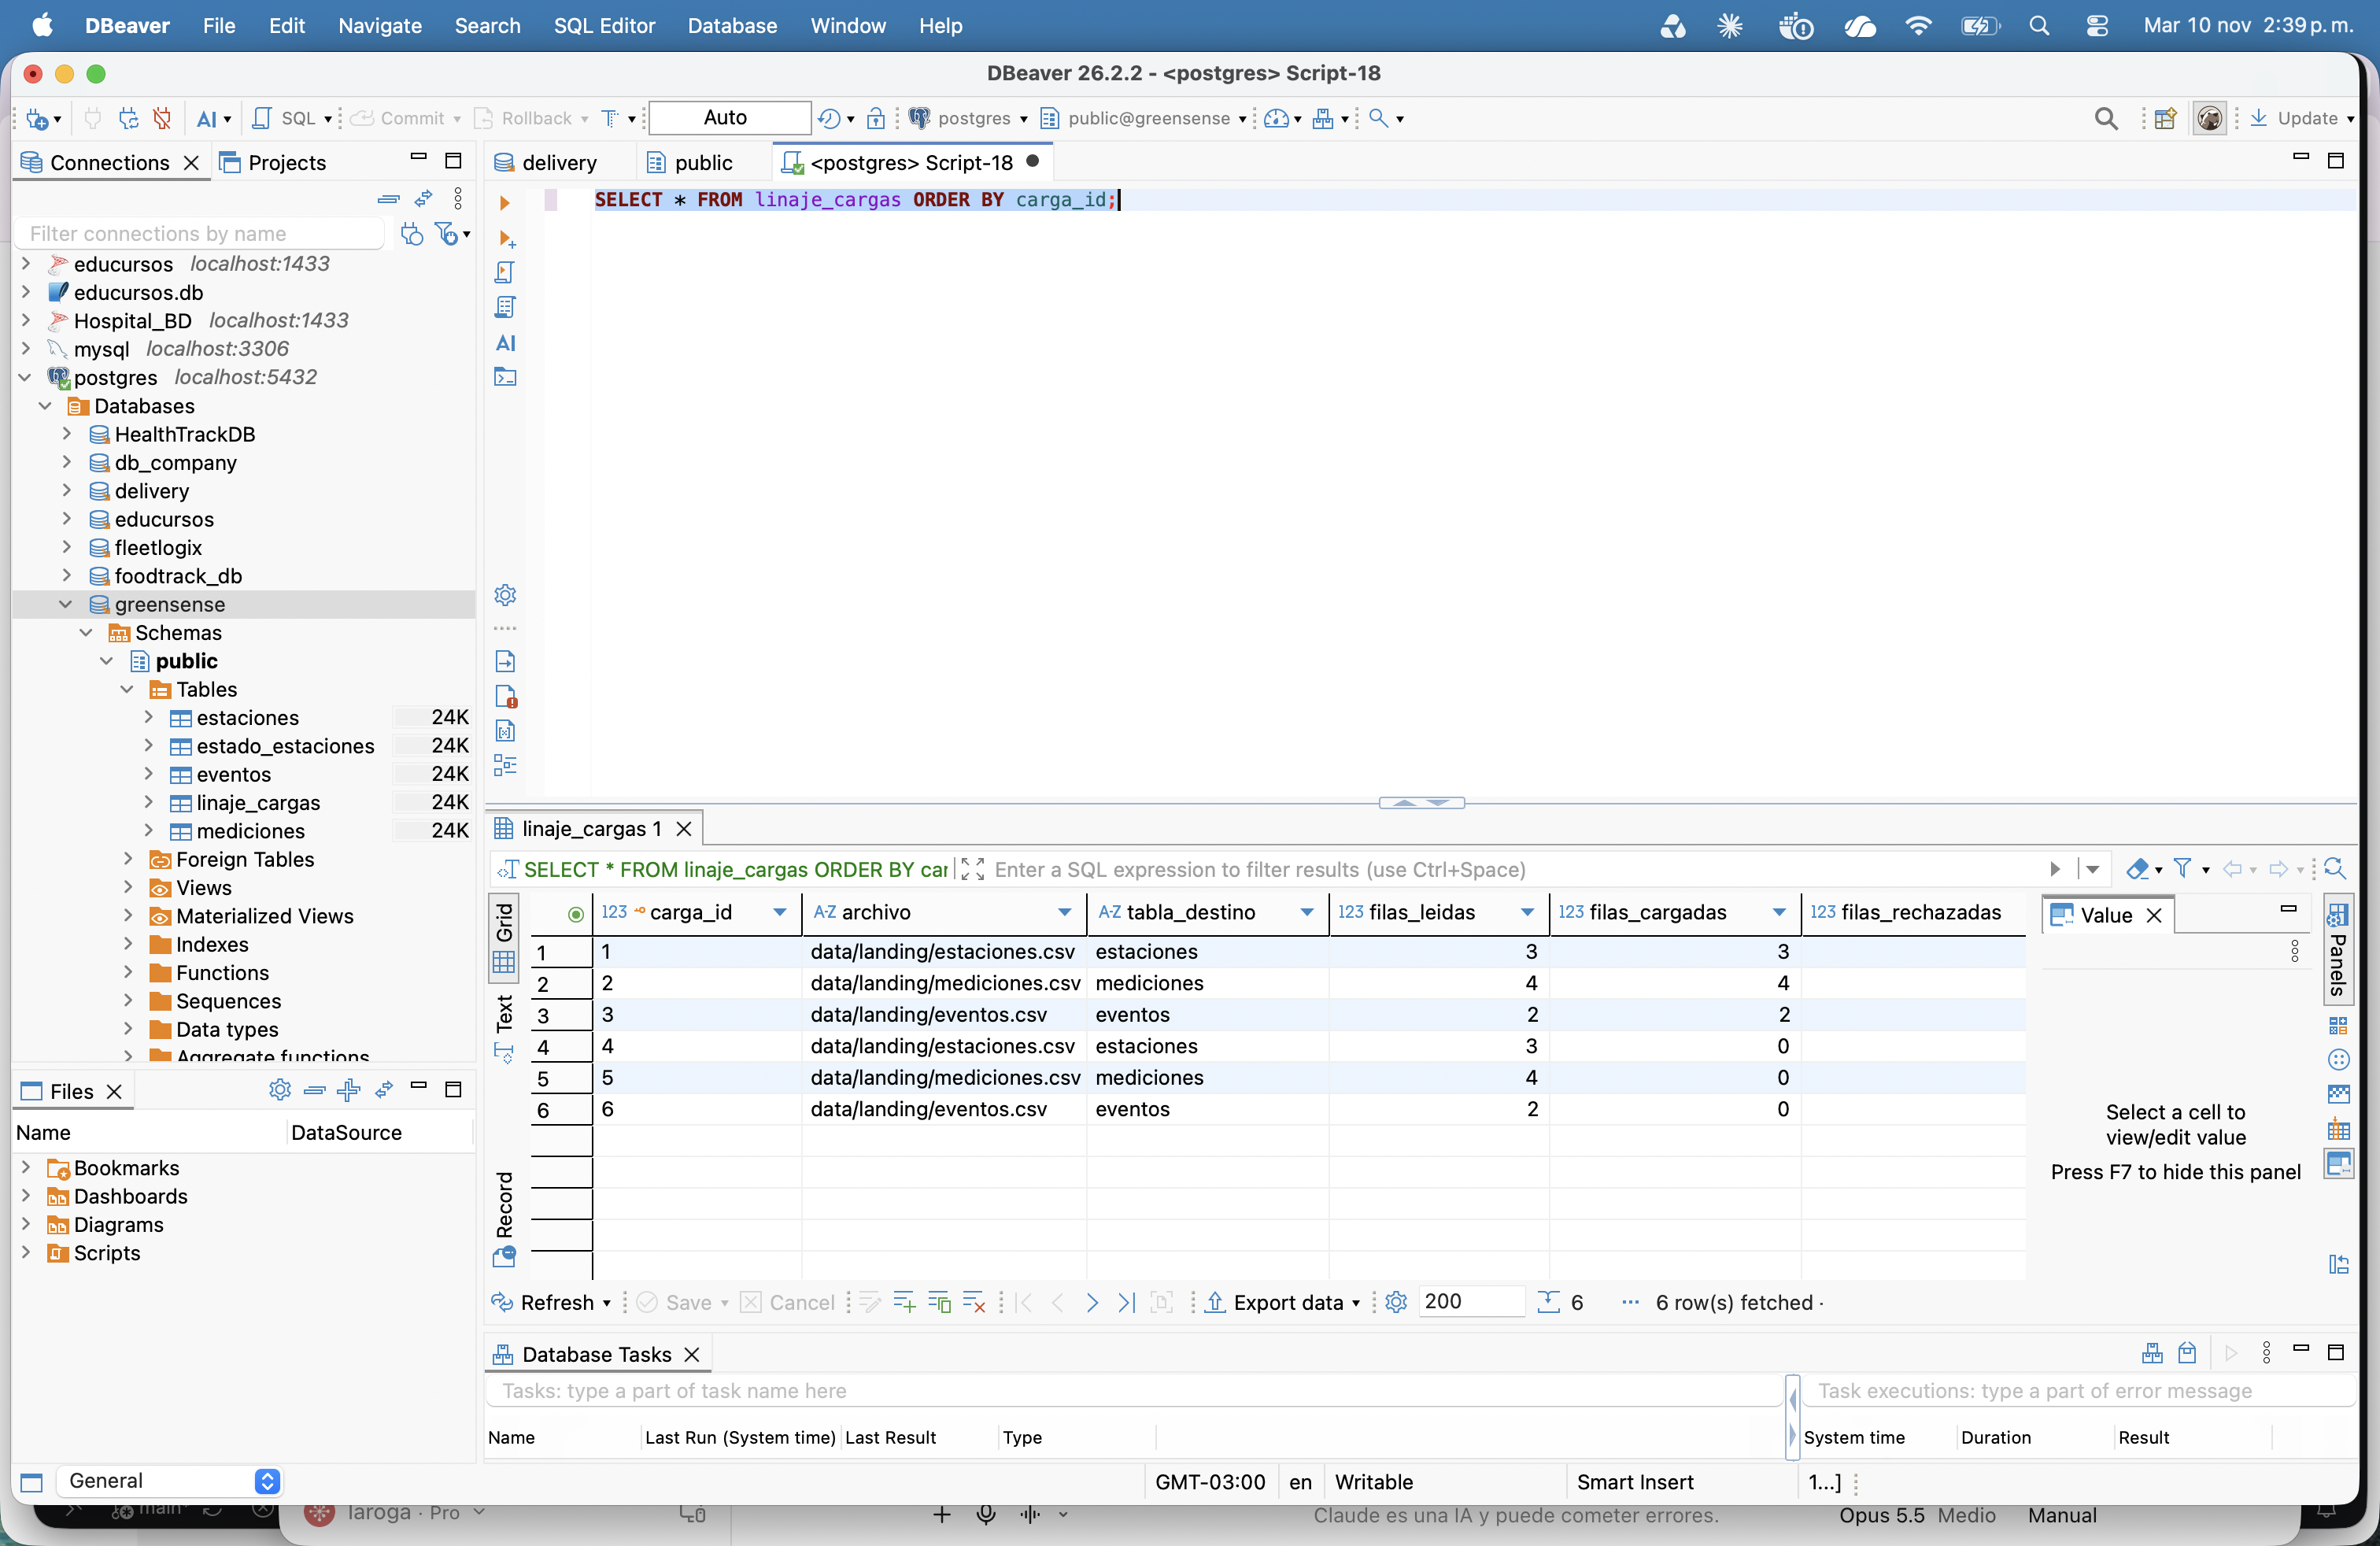 DBeaver File Edit Navigate Search SQL Editor Database Window Help Mar 10 nov 2:39 p. m.
DBeaver 26.2.2 - <postgres> Script-18
AI SQL Commit Rollback T Auto postgres public@greensense Update
Connections Projects
delivery public <postgres> Script-18
Filter connections by name
SELECT * FROM linaje_cargas ORDER BY carga_id;
AI
educursos localhost:1433
educursos.db
Hospital_BD localhost:1433
mysql localhost:3306
postgres localhost:5432
Databases
HealthTrackDB
db_company
delivery
educursos
fleetlogix
foodtrack_db
greensense
Schemas
public
Tables
estaciones 24K
estado_estaciones 24K
eventos 24K
linaje_cargas 24K
mediciones 24K
Foreign Tables
Views
Materialized Views
Indexes
Functions
Sequences
Data types
Aggregate functions
Files
Name DataSource
Bookmarks
Dashboards
Diagrams
Scripts
General
linaje_cargas 1
SELECT * FROM linaje_cargas ORDER BY car Enter a SQL expression to filter results (use Ctrl+Space)
Grid
Text
Record
123 carga_id A-Z archivo A-Z tabla_destino 123 filas_leidas 123 filas_cargadas 123 filas_rechazadas
1 1 data/landing/estaciones.csv estaciones 3 3
2 2 data/landing/mediciones.csv mediciones 4 4
3 3 data/landing/eventos.csv eventos 2 2
4 4 data/landing/estaciones.csv estaciones 3 0
5 5 data/landing/mediciones.csv mediciones 4 0
6 6 data/landing/eventos.csv eventos 2 0
Value
Panels
Select a cell to
view/edit value
Press F7 to hide this panel
Refresh Save Cancel Export data 200 6 ... 6 row(s) fetched ·
Database Tasks
Tasks: type a part of task name here
Task executions: type a part of error message
Name Last Run (System time) Last Result Type
System time Duration Result
GMT-03:00 en Writable Smart Insert 1...]
main* laroga · Pro Claude es una IA y puede cometer errores. Opus 5.5 Medio Manual